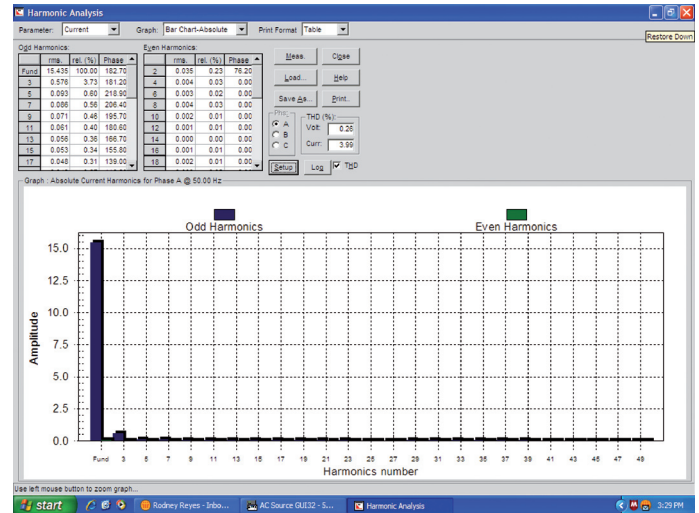 Harmonic Analysis
Parameter: Current Graph: Bar Chart-Absolute Print Format Table
Restore Down
Odd Harmonics: Even Harmonics:
rms. rel. (%) Phase rms. rel. (%) Phase
Fund 15.435 100.00 182.70 2 0.035 0.23 76.20
3 0.576 3.73 181.20 4 0.004 0.03 0.00
5 0.093 0.60 218.90 6 0.003 0.02 0.00
7 0.086 0.56 206.40 8 0.004 0.03 0.00
9 0.071 0.46 195.70 10 0.002 0.01 0.00
11 0.061 0.40 180.60 12 0.001 0.01 0.00
13 0.056 0.36 166.70 14 0.000 0.00 0.00
15 0.053 0.34 155.80 16 0.001 0.01 0.00
17 0.048 0.31 139.00 18 0.002 0.01 0.00
Meas. Close
Load... Help
Save As... Print..
A
B
C
THD (%):
Volt: 0.26
Curr: 3.99
Setup Log THD
Graph : Absolute Current Harmonics for Phase A @ 50.00 Hz
Odd Harmonics Even Harmonics
15.0
12.5
10.0
7.5
5.0
2.5
0.0
Amplitude
Fund 3 5 7 9 11 13 15 17 19 21 23 25 27 29 31 33 35 37 39 41 43 45 47 49
Harmonics number
Use left mouse button to zoom graph...
start Rodney Reyes - Inbo... AC Source GUI32 - S... Harmonic Analysis 3:29 PM